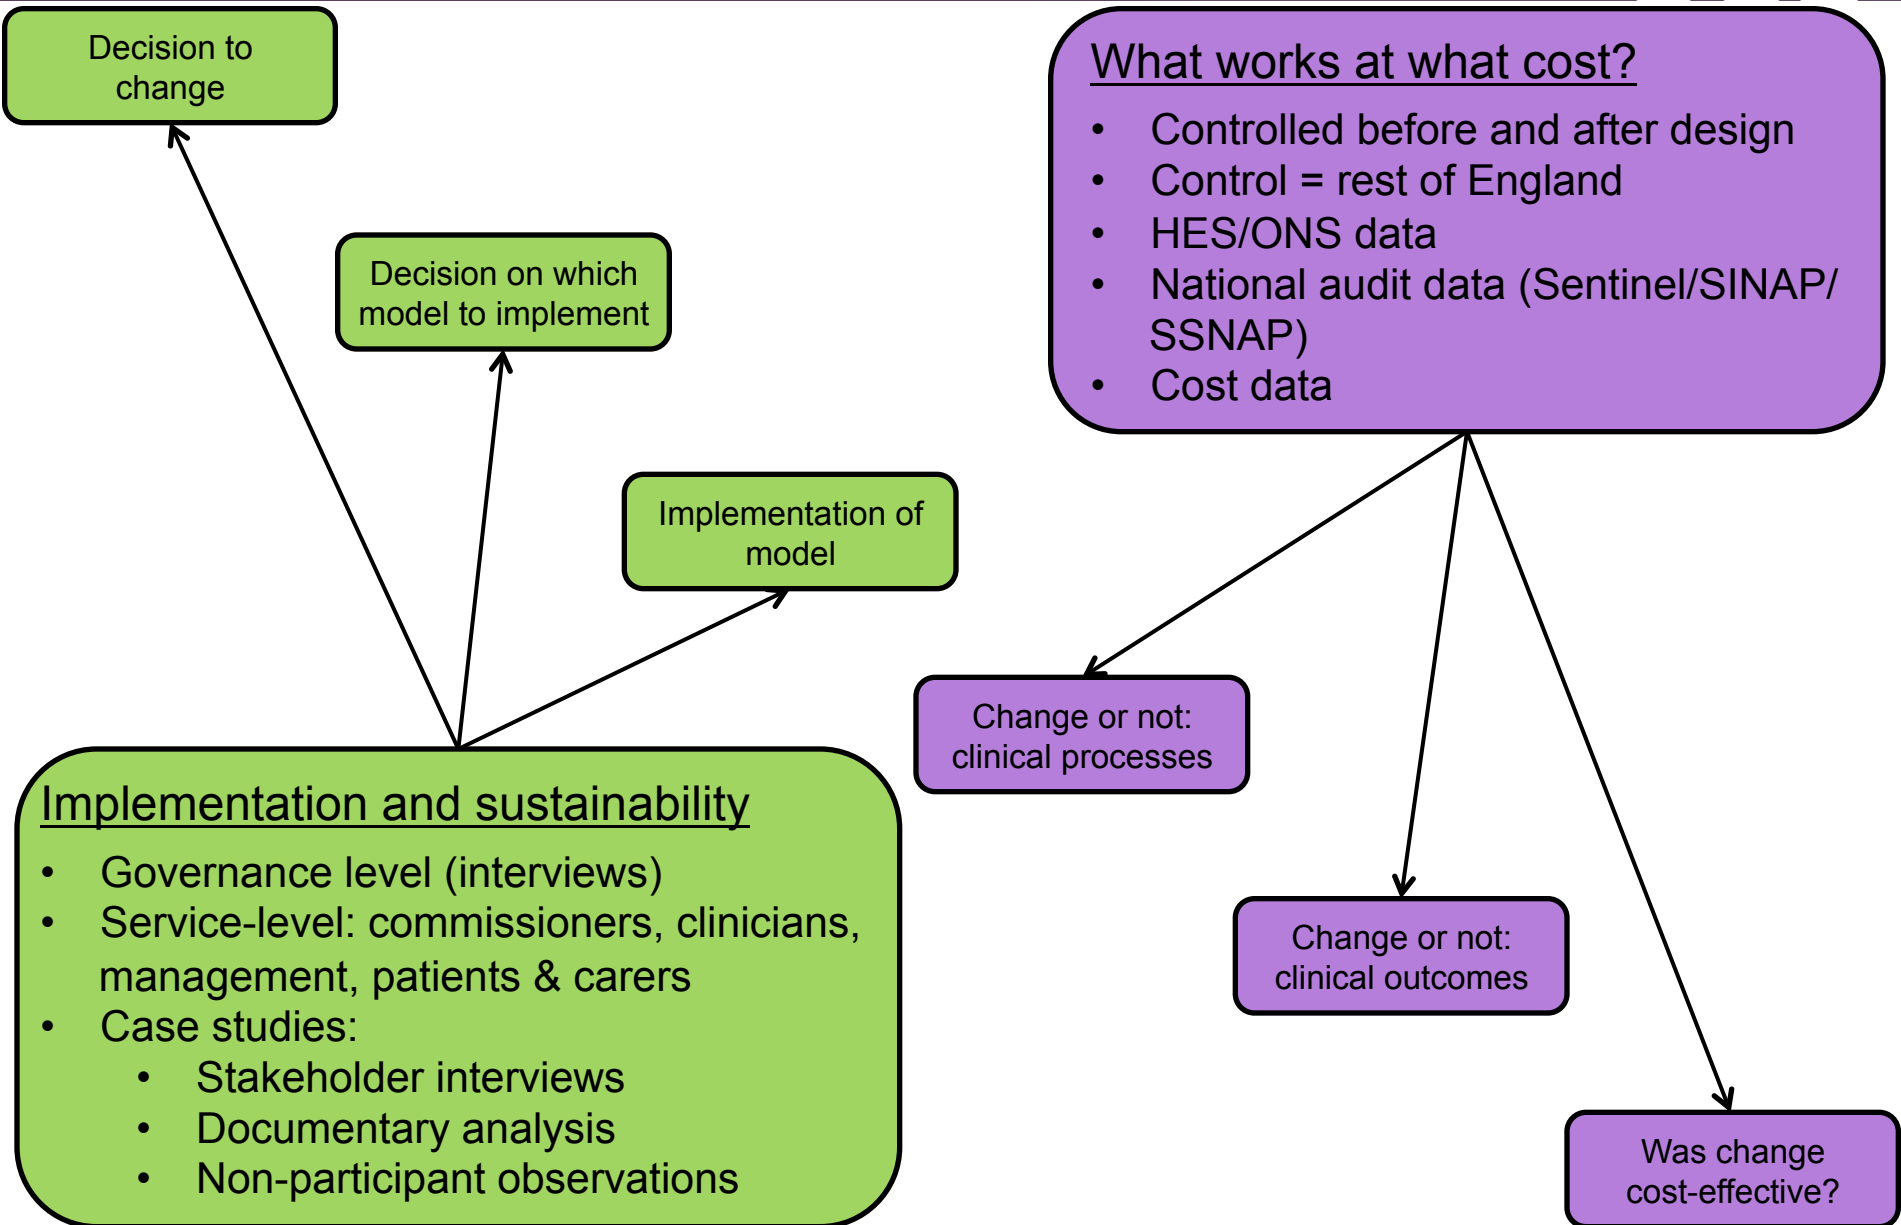 Decision to
change
Decision on which
model to implement
Implementation of
model
Implementation and sustainability
• Governance level (interviews)
• Service-level: commissioners, clinicians,
management, patients & carers
• Case studies:
• Stakeholder interviews
• Documentary analysis
• Non-participant observations
What works at what cost?
• Controlled before and after design
• Control = rest of England
• HES/ONS data
• National audit data (Sentinel/SINAP/
SSNAP)
• Cost data
Change or not:
clinical processes
Change or not:
clinical outcomes
Was change
cost-effective?